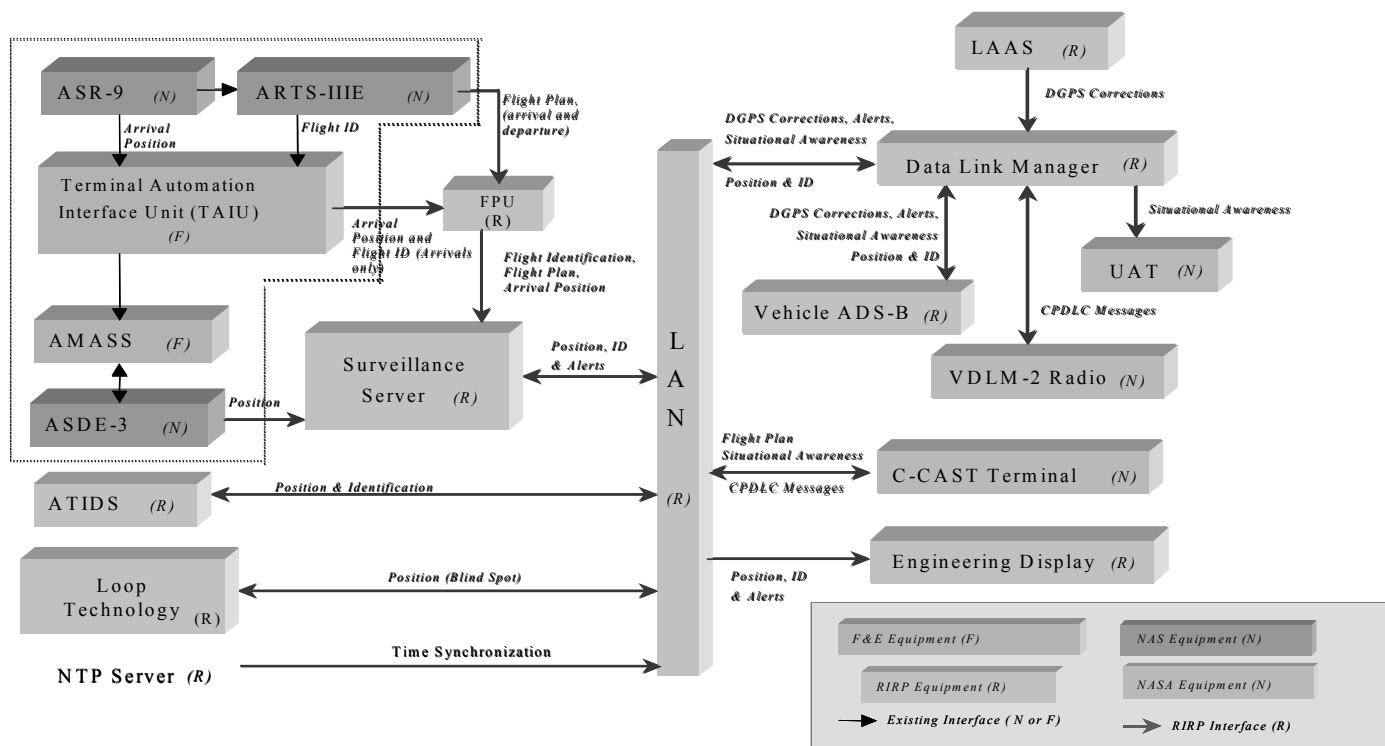 ASR-9 (N)
ARTS-IIIE (N)
Arrival
Position
Flight ID
Flight Plan,
(arrival and
departure)
Terminal Automation
Interface Unit (TAIU)
(F)
FPU
(R)
Arrival
Position and
Flight ID (Arrivals
only)
Flight Identification,
Flight Plan,
Arrival Position
AMASS (F)
ASDE-3 (N)
Position
Surveillance
Server (R)
Position, ID
& Alerts
ATIDS (R)
Position & Identification
Loop
Technology (R)
Position (Blind Spot)
NTP Server (R)
Time Synchronization
L
A
N
(R)
LAAS (R)
DGPS Corrections
DGPS Corrections, Alerts,
Situational Awareness
Position & ID
Data Link Manager (R)
DGPS Corrections, Alerts,
Situational Awareness
Position & ID
Situational Awareness
UAT (N)
Vehicle ADS-B (R)
CPDLC Messages
VDLM-2 Radio (N)
Flight Plan
Situational Awareness
CPDLC Messages
C-CAST Terminal (N)
Position, ID
& Alerts
Engineering Display (R)
F&E Equipment (F)
NAS Equipment (N)
RIRP Equipment (R)
NASA Equipment (N)
Existing Interface ( N or F)
RIRP Interface (R)